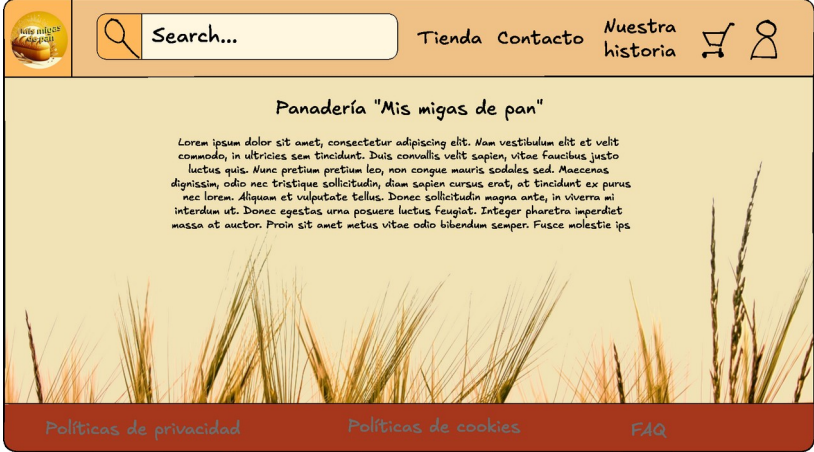 Mis migas
de pan
Search...
Tienda
Contacto
Nuestra
historia
Panadería "Mis migas de pan"
Lorem ipsum dolor sit amet, consectetur adipiscing elit. Nam vestibulum elit et velit
commodo, in ultricies sem tincidunt. Duis convallis velit sapien, vitae faucibus justo
luctus quis. Nunc pretium pretium leo, non congue mauris sodales sed. Maecenas
dignissim, odio nec tristique sollicitudin, diam sapien cursus erat, at tincidunt ex purus
nec lorem. Aliquam et vulputate tellus. Donec sollicitudin magna ante, in viverra mi
interdum ut. Donec egestas urna posuere luctus feugiat. Integer pharetra imperdiet
massa at auctor. Proin sit amet metus vitae odio bibendum semper. Fusce molestie ips
Políticas de privacidad
Políticas de cookies
FAQ